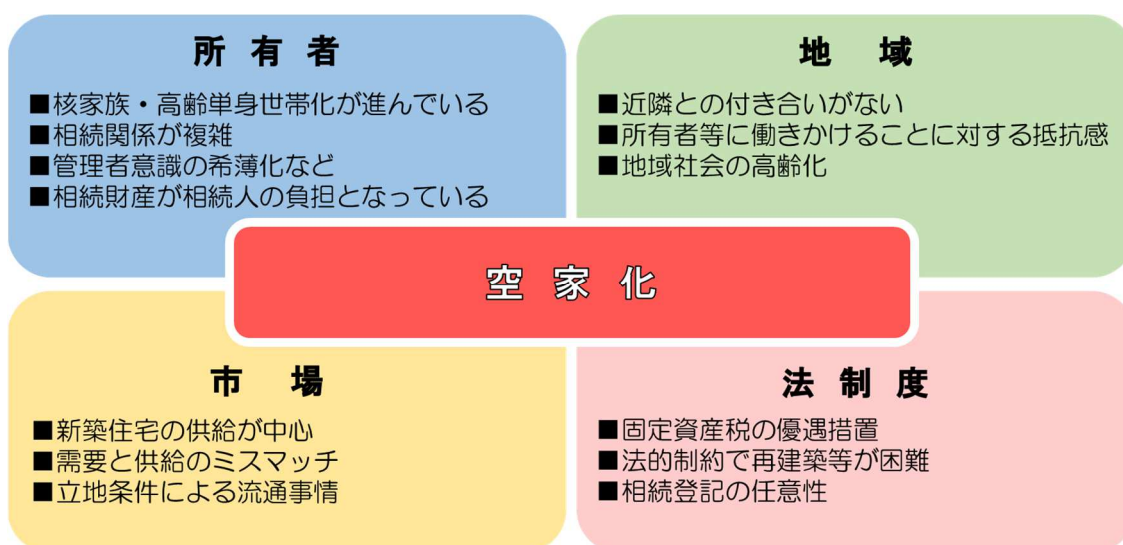 所有者
■核家族・高齢単身世帯化が進んでいる
■相続関係が複雑
■管理者意識の希薄化など
■相続財産が相続人の負担となっている
地域
■近隣との付き合いがない
■所有者等に働きかけることに対する抵抗感
■地域社会の高齢化
空家化
市場
■新築住宅の供給が中心
■需要と供給のミスマッチ
■立地条件による流通事情
法制度
■固定資産税の優遇措置
■法的制約で再建築等が困難
■相続登記の任意性